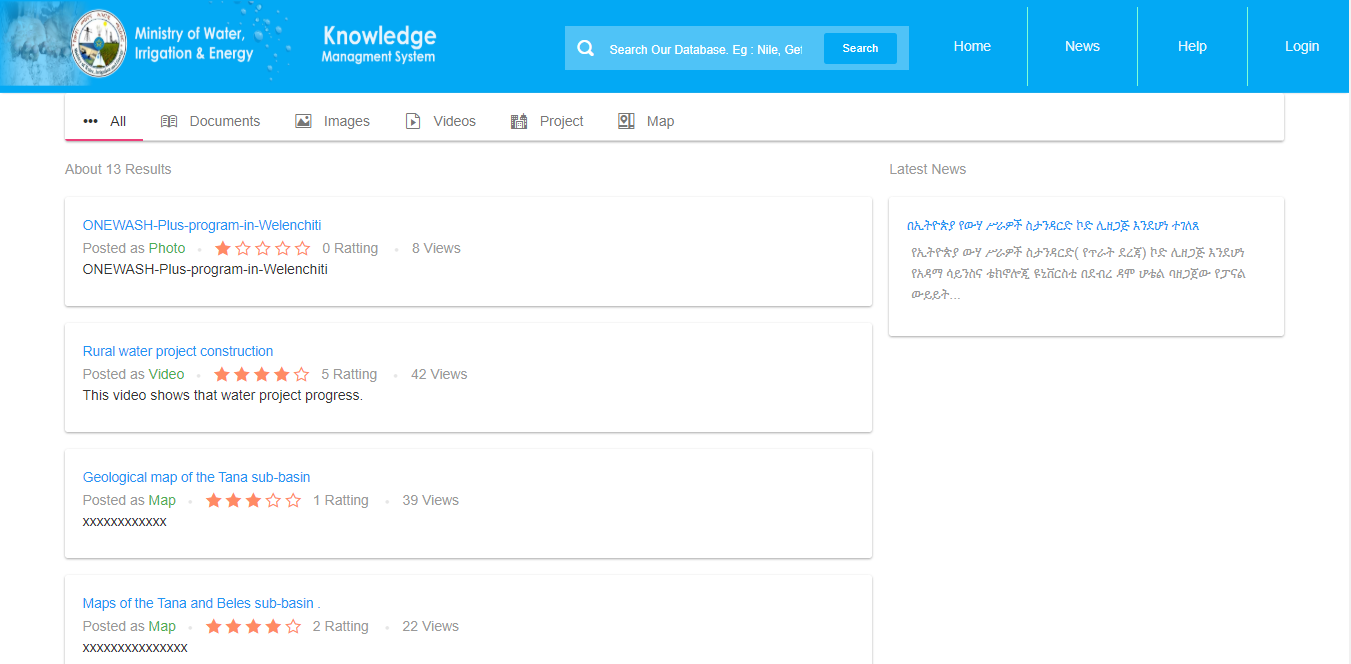 Ministry of Water,
Irrigation & Energy
Knowledge
Managment System
Search Our Database. Eg : Nile, Get
Search
Home
News
Help
Login
All
Documents
Images
Videos
Project
Map
About 13 Results
ONEWASH-Plus-program-in-Welenchiti
Posted as Photo 0 Ratting 8 Views
ONEWASH-Plus-program-in-Welenchiti
Rural water project construction
Posted as Video 5 Ratting 42 Views
This video shows that water project progress.
Geological map of the Tana sub-basin
Posted as Map 1 Ratting 39 Views
xxxxxxxxxxxx
Maps of the Tana and Beles sub-basin .
Posted as Map 2 Ratting 22 Views
xxxxxxxxxxxxxxx
Latest News
በኢትዮጵያ የውሃ ሥራዎች ስታንዳርድ ኮድ ሊዘጋጅ እንደሆነ ተገለጸ
የኢትዮጵያ ውሃ ሥራዎች ስታንዳርድ( የጥራት ደረጃ) ኮድ ሊዘጋጅ እንደሆነ
የአዳማ ሳይንስና ቴክኖሎጂ ዩኒቨርስቲ በደብረ ዳሞ ሆቴል ባዘጋጀው የፓናል
ውይይት...